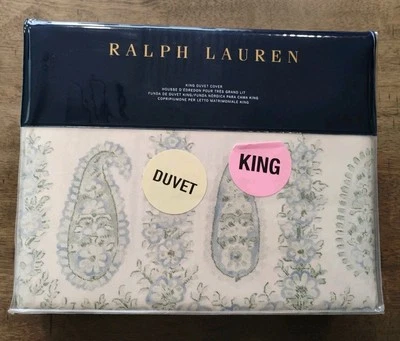 RALPH LAUREN
KING DUVET COVER
HOUSSE D'ÉDREDON POUR TRÈS GRAND LIT
FUNDA DE DUVET KING/FUNDA NÓRDICA PARA CAMA KING
COPRIPIUMONE PER LETTO MATRIMONIALE KING
DUVET
KING